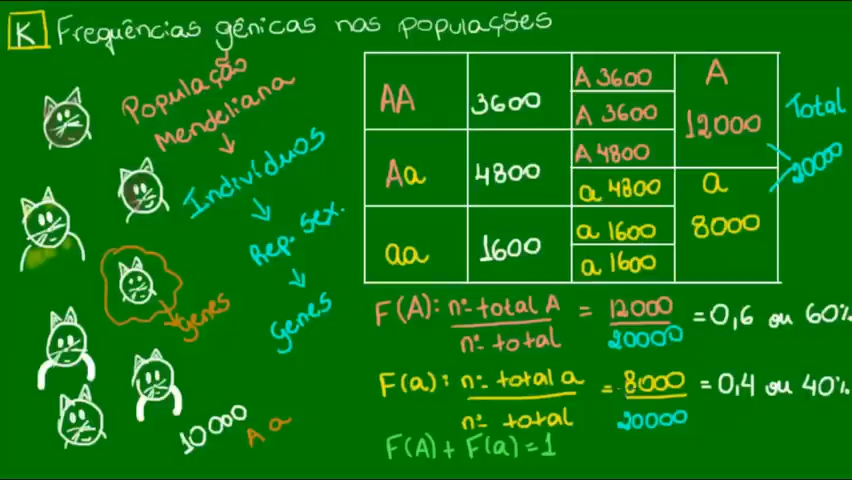 K Frequências gênicas nas populações
População
Mendeliana
Indivíduos
Rep. sex.
genes
genes
10000
A a
AA 3600 A 3600
A 3600
Aa 4800 A 4800
a 4800
aa 1600 a 1600
a 1600
A
12000
a
8000
Total
20000
F(A): nº total A / nº total = 12000 / 20000 = 0,6 ou 60%
F(a): nº total a / nº total = 8000 / 20000 = 0,4 ou 40%
F(A) + F(a) = 1